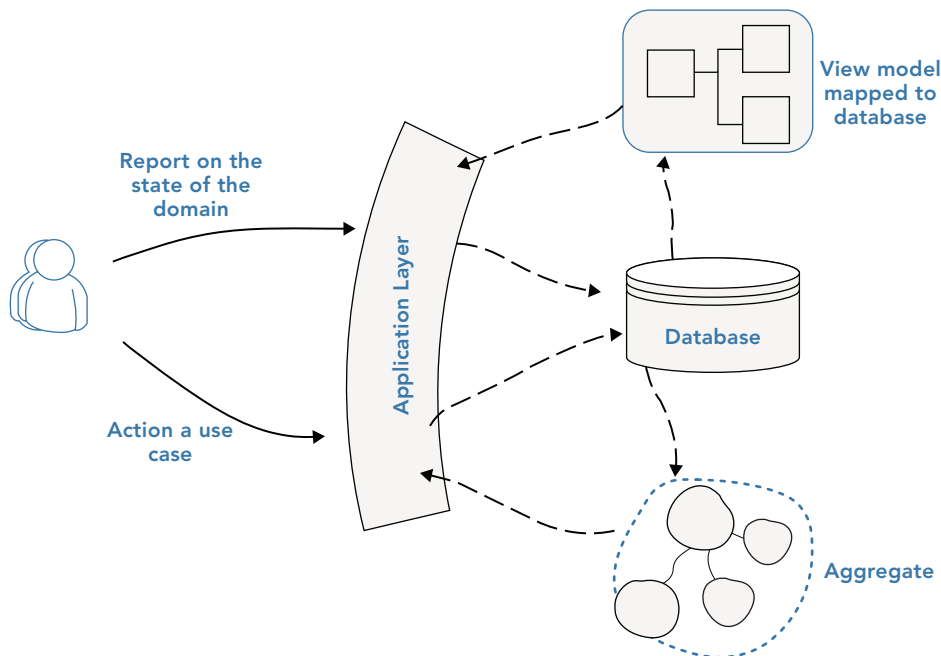 View model
mapped to
database
Report on the
state of the
domain
Application Layer
Database
Action a use
case
Aggregate